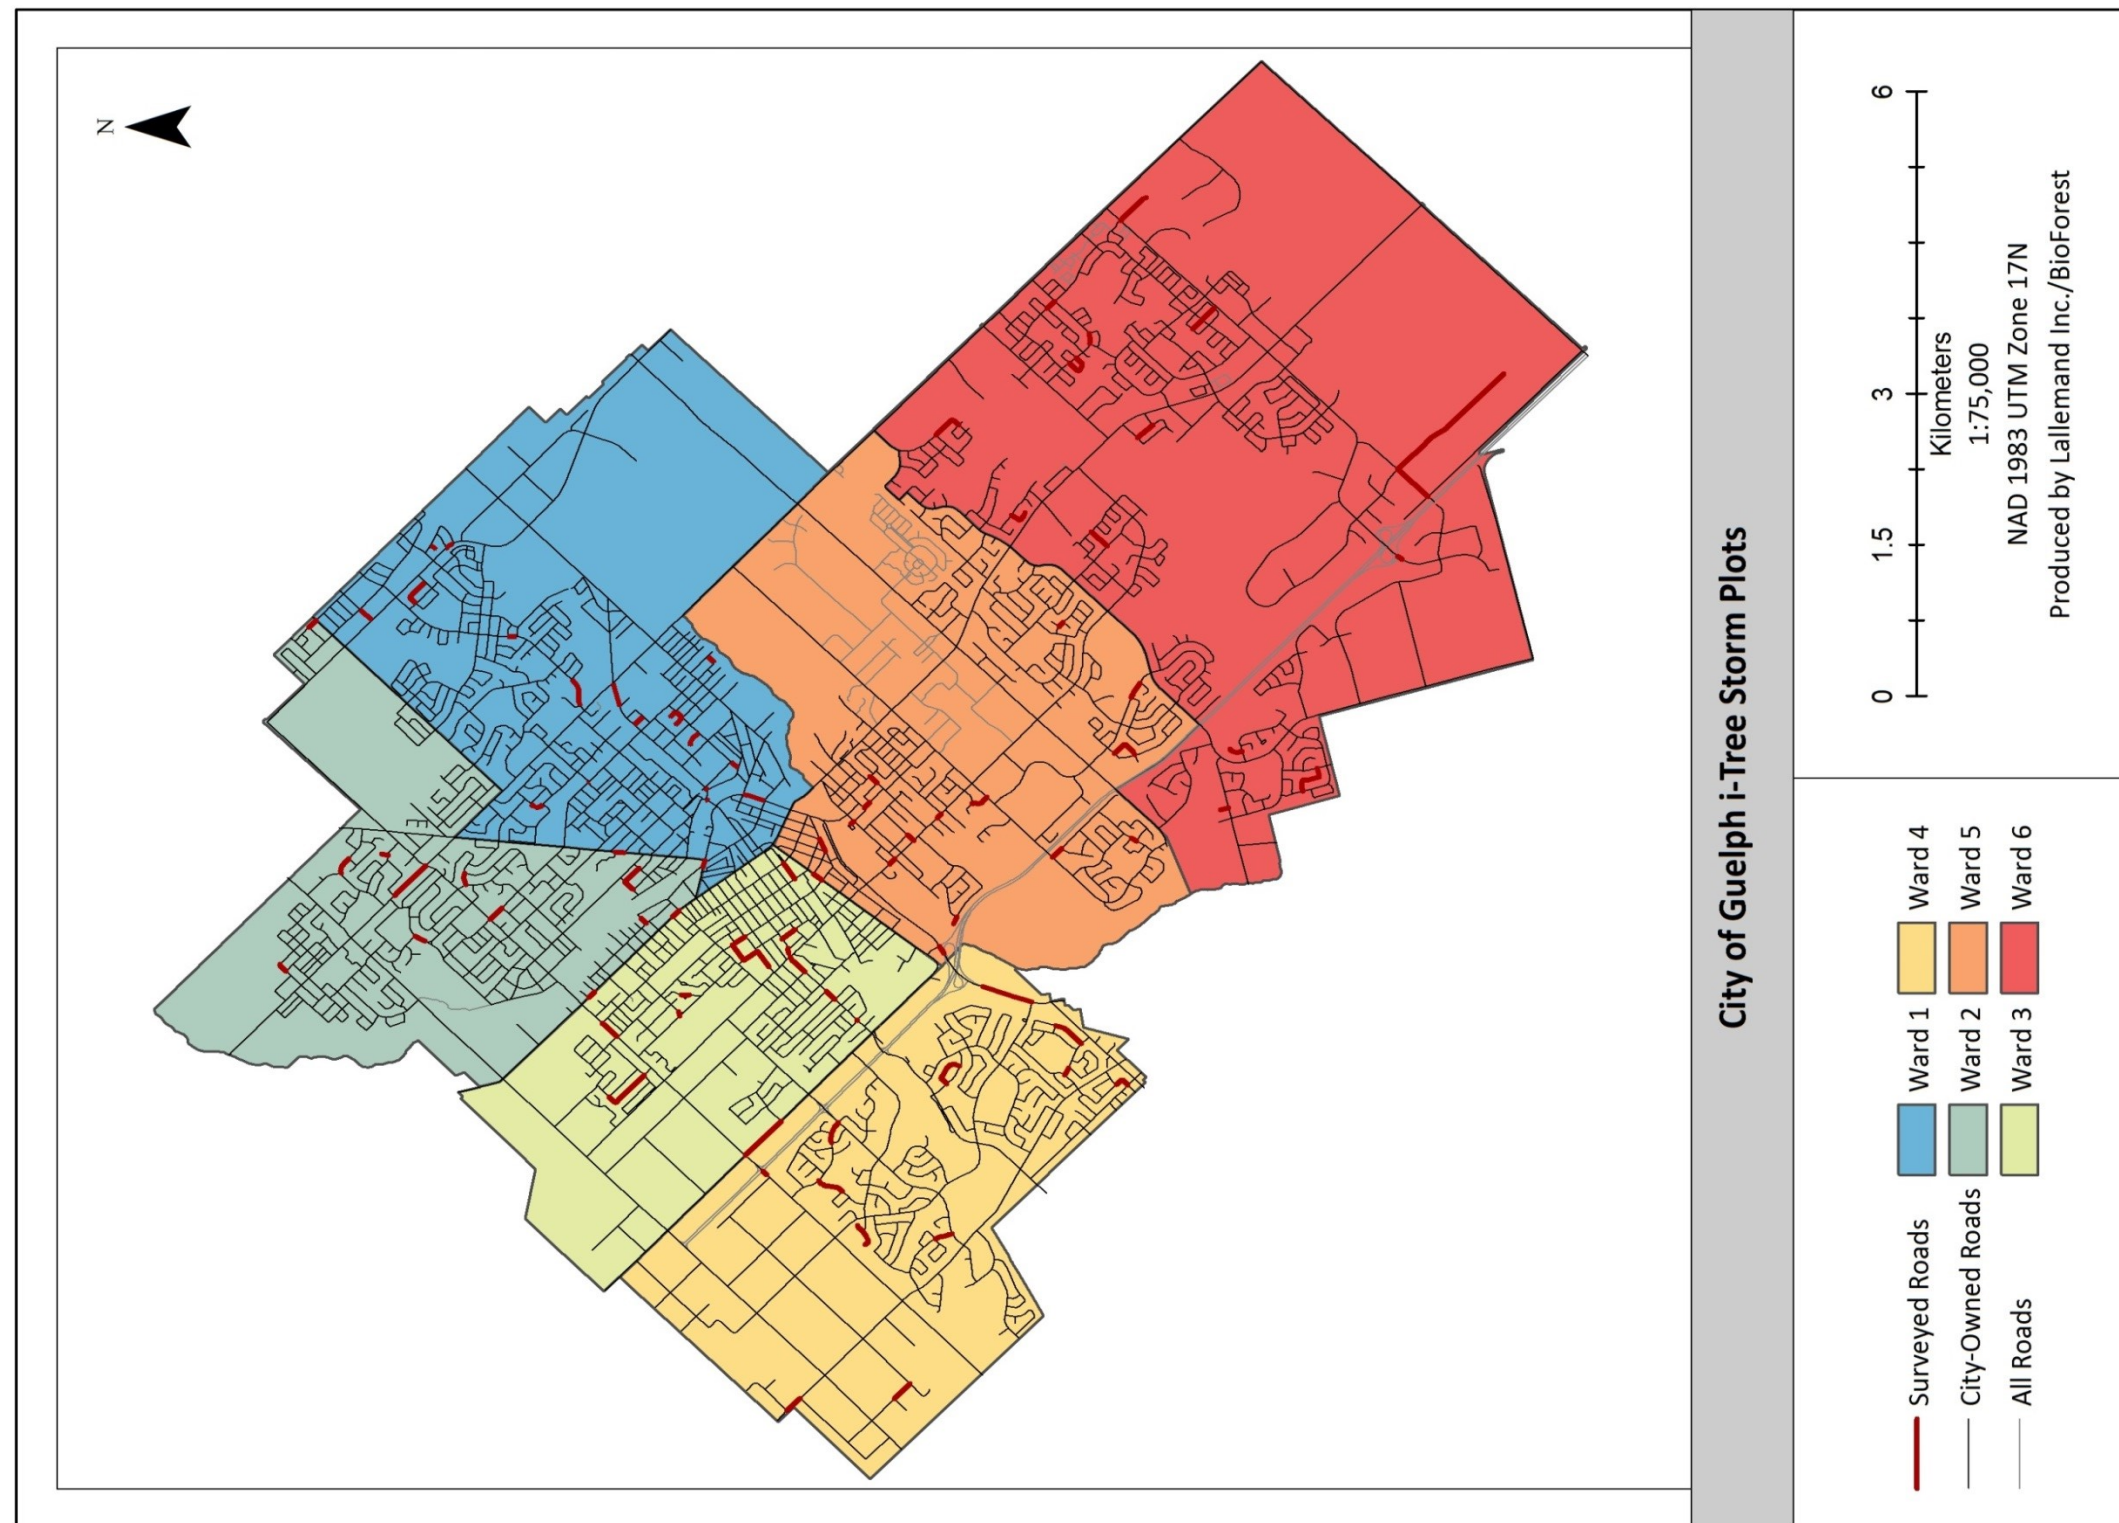 N
City of Guelph i-Tree Storm Plots
Surveyed Roads
City-Owned Roads
All Roads
Ward 1
Ward 2
Ward 3
Ward 4
Ward 5
Ward 6
0 1.5 3 6
Kilometers
1:75,000
NAD 1983 UTM Zone 17N
Produced by Lallemand Inc./BioForest